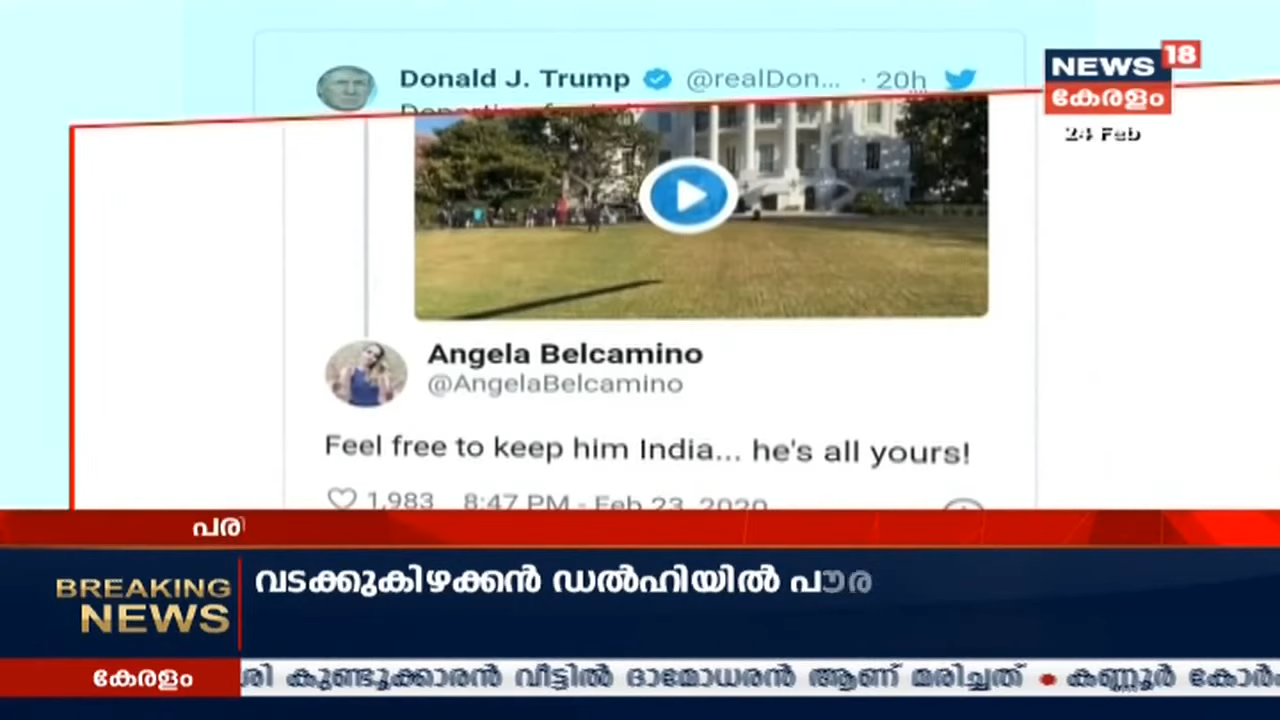 Donald J. Trump @realDon... · 20h
NEWS 18
കേരളം
24 Feb
Angela Belcamino
@AngelaBelcamino
Feel free to keep him India... he's all yours!
1,983 8:47 PM - Feb 23, 2020
പരി
BREAKING NEWS
വടക്കുകിഴക്കൻ ഡൽഹിയിൽ പൗര
കേരളം
ശി കുണ്ടൂക്കാരൻ വീട്ടിൽ ദാമോധരൻ ആണ് മരിച്ചത് • കണ്ണൂർ കോർ